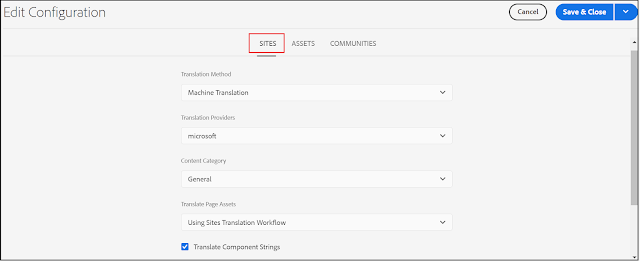 Edit Configuration
Cancel
Save & Close
SITES ASSETS COMMUNITIES
Translation Method
Machine Translation
Translation Providers
microsoft
Content Category
General
Translate Page Assets
Using Sites Translation Workflow
Translate Component Strings